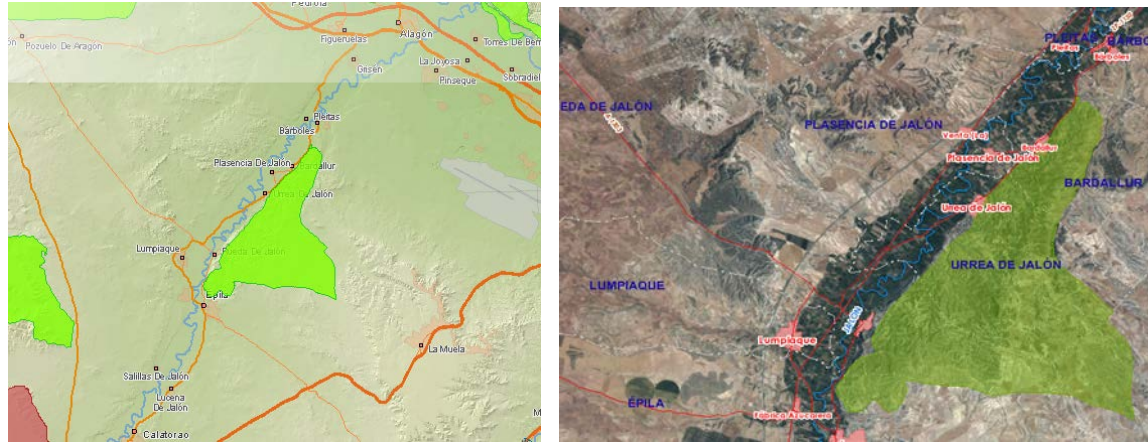 Pedrola
Alagón
Figueruelas
Pozuelo De Aragón
Torres De Ber
La Joyosa
Grisén
Pinseque
Sobradiel
Pleitas
Bárboles
Plasencia De Jalón
Bardallur
Urrea De Jalón
Lumpiaque
Rueda De Jalón
Épila
La Muela
Salillas De Jalón
Lucena
De Jalón
Calatorao
PLEITAS
BÁRBO
Pleitas
Bárboles
EDA DE JALÓN
PLASENCIA DE JALÓN
Venta (La)
Bardallur
Plasencia de Jalón
BARDALLUR
Urrea de Jalón
URREA DE JALÓN
LUMPIAQUE
JALÓN
Lumpiaque
ÉPILA
Fábrica Azucarera